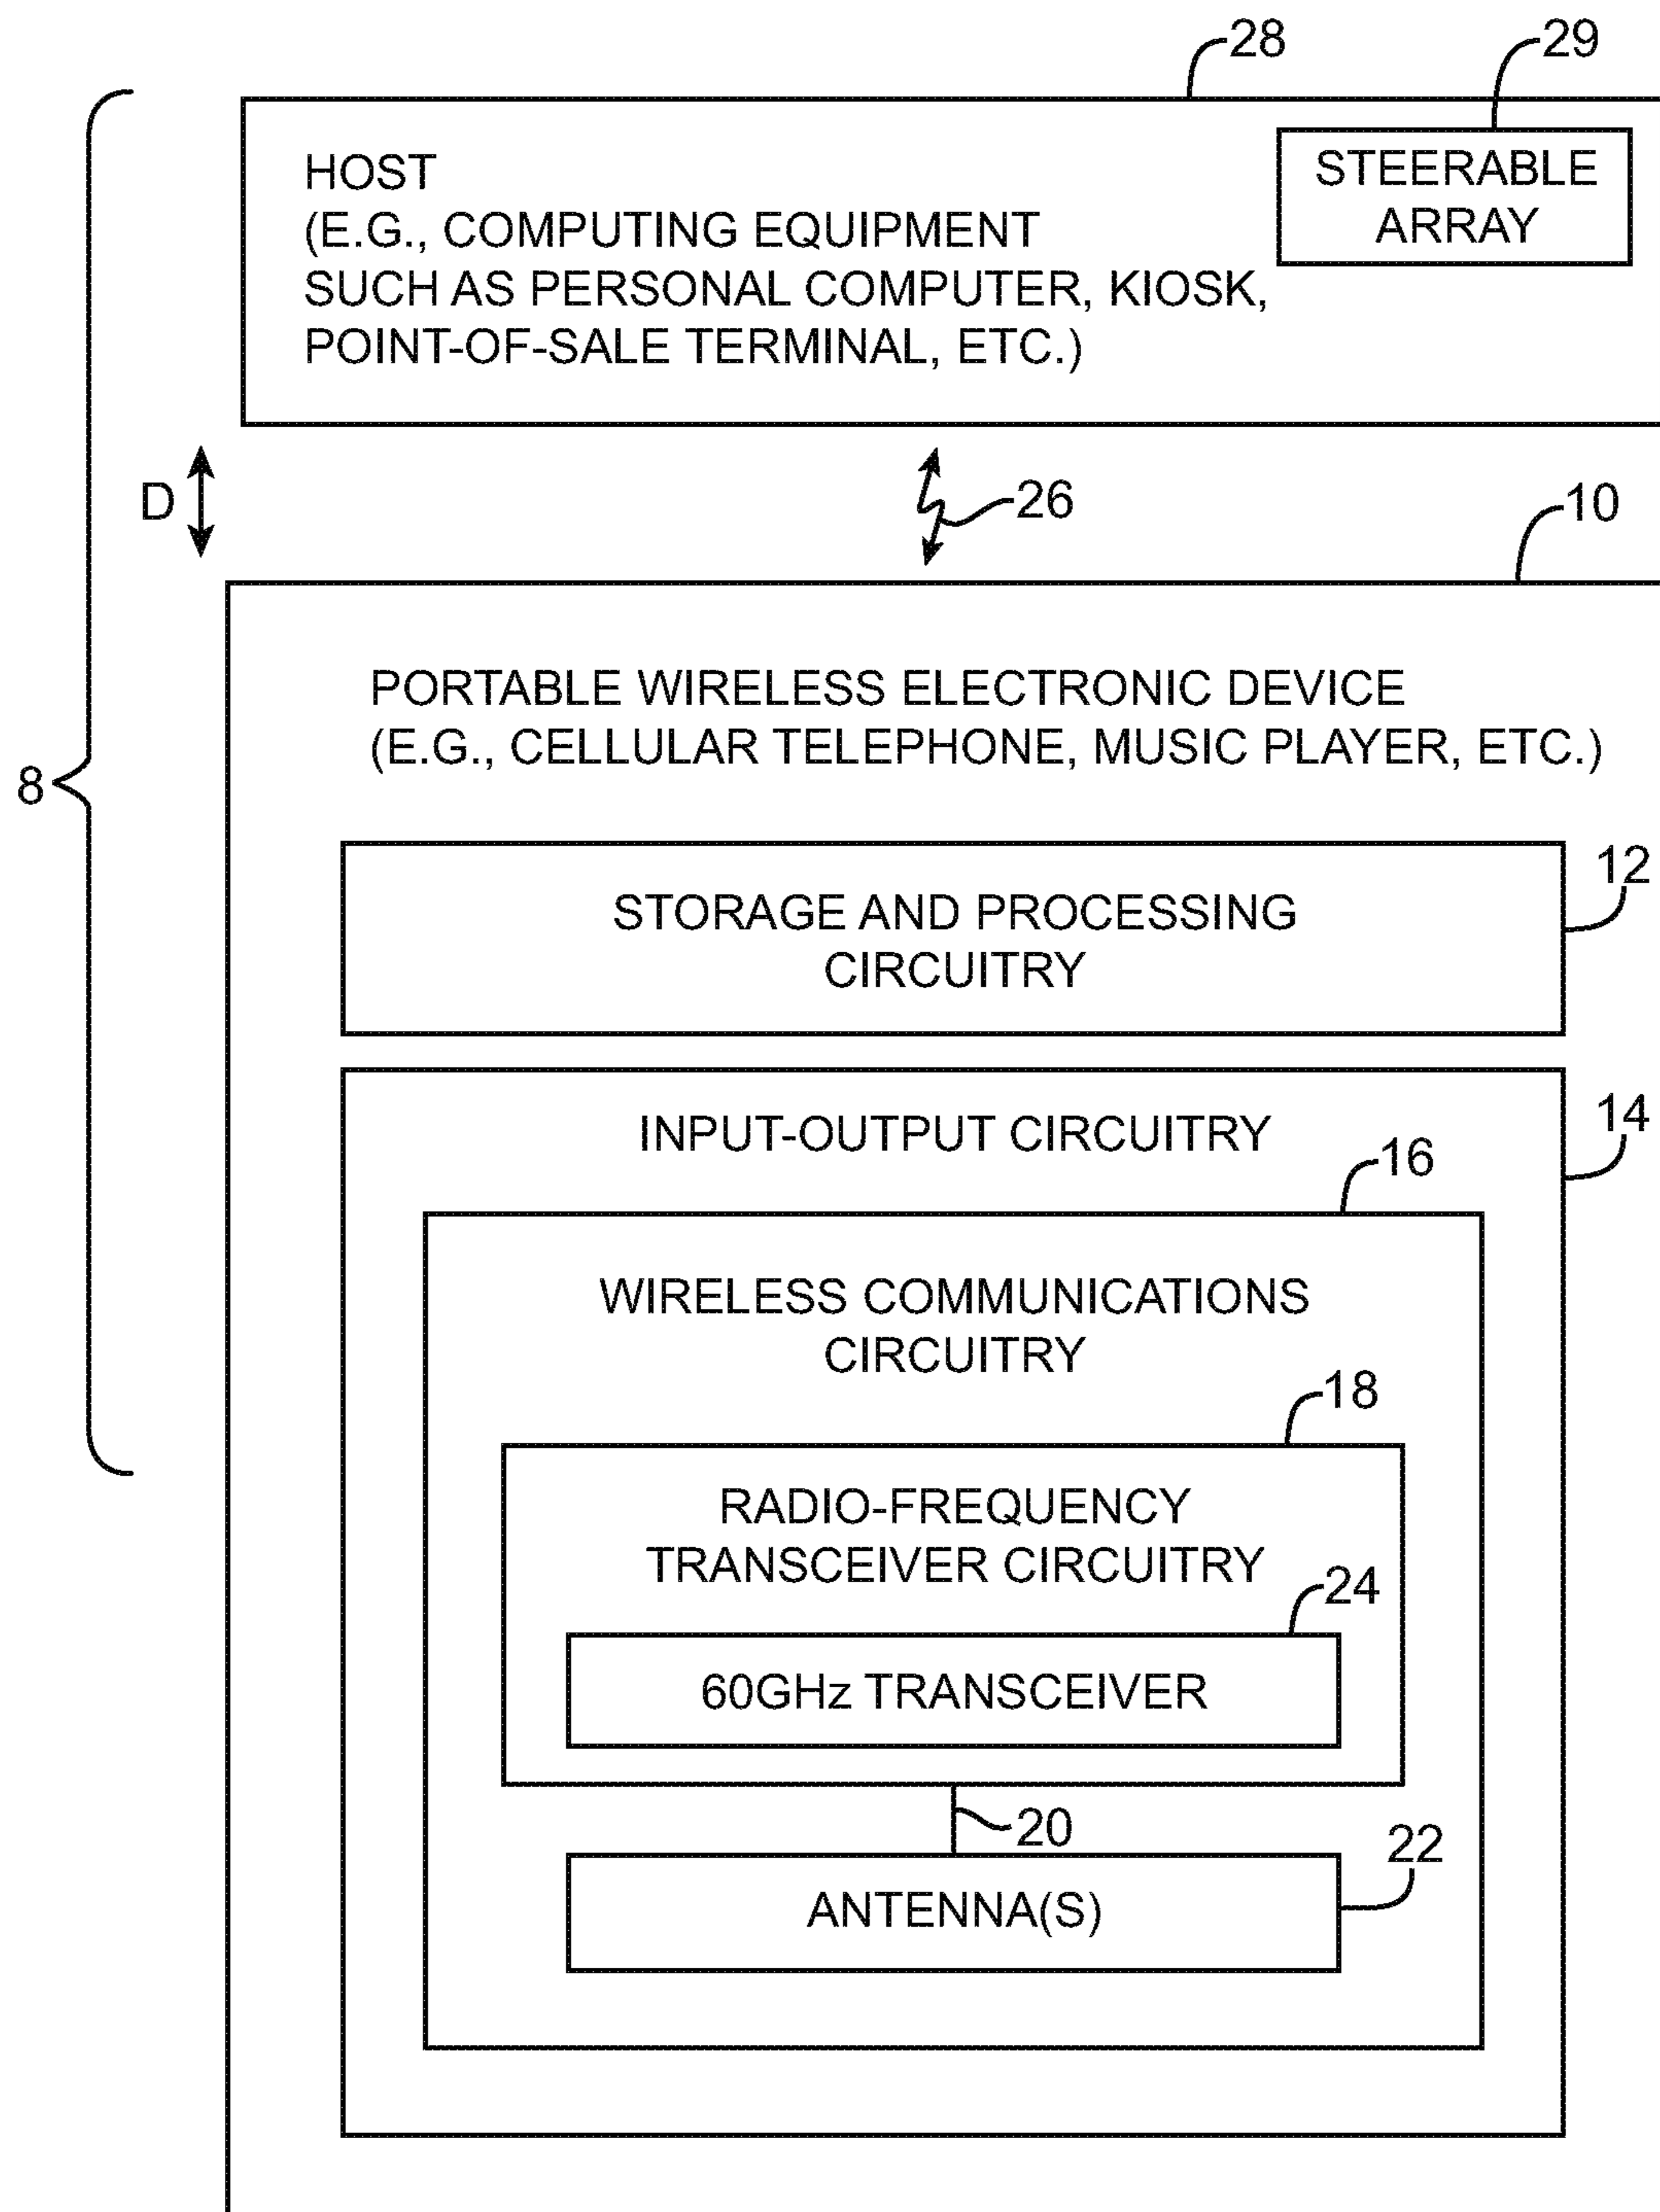 28
29
HOST
(E.G., COMPUTING EQUIPMENT
SUCH AS PERSONAL COMPUTER, KIOSK,
POINT-OF-SALE TERMINAL, ETC.)
STEERABLE
ARRAY
D
26
10
PORTABLE WIRELESS ELECTRONIC DEVICE
(E.G., CELLULAR TELEPHONE, MUSIC PLAYER, ETC.)
8
12
STORAGE AND PROCESSING
CIRCUITRY
14
INPUT-OUTPUT CIRCUITRY
16
WIRELESS COMMUNICATIONS
CIRCUITRY
18
RADIO-FREQUENCY
TRANSCEIVER CIRCUITRY
24
60GHz TRANSCEIVER
20
22
ANTENNA(S)